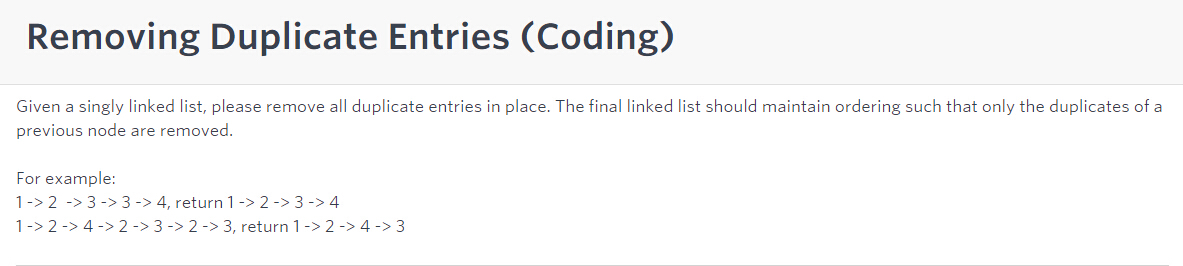 Removing Duplicate Entries (Coding)
Given a singly linked list, please remove all duplicate entries in place. The final linked list should maintain ordering such that only the duplicates of a
previous node are removed.
For example:
1 -> 2  -> 3 -> 3 -> 4, return 1 -> 2 -> 3 -> 4
1 -> 2 -> 4 -> 2 -> 3 -> 2 -> 3, return 1 -> 2 -> 4 -> 3